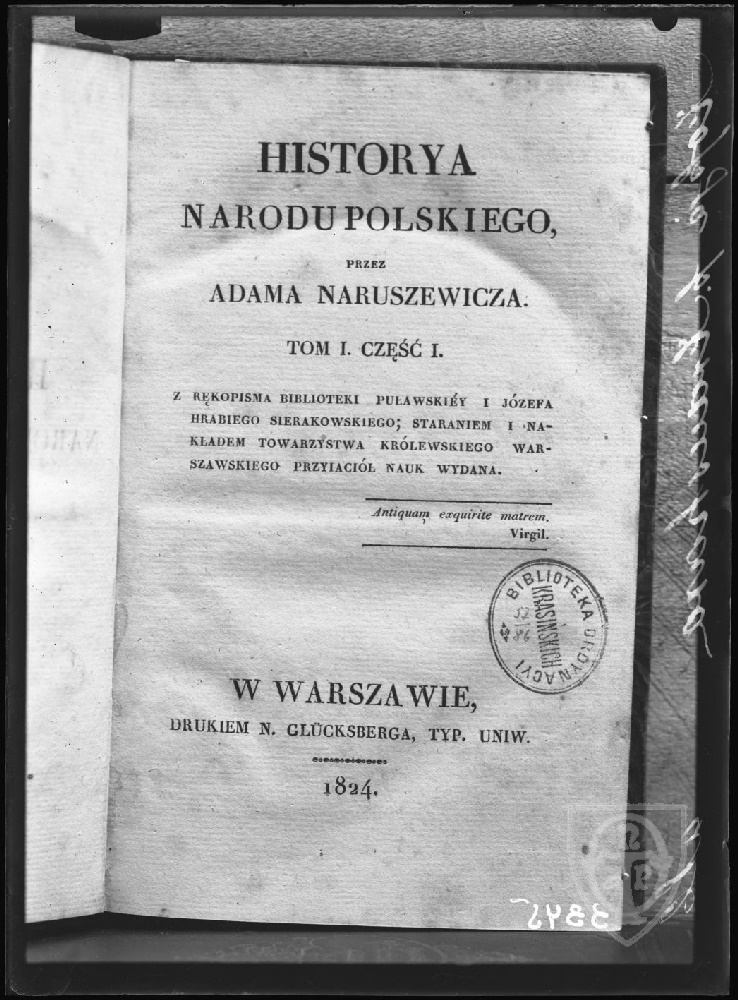 HISTORYA
NARODU POLSKIEGO,
PRZEZ
ADAMA NARUSZEWICZA.
TOM I. CZĘŚĆ I.
Z RĘKOPISMA BIBLIOTEKI PUŁAWSKIÉY I JÓZEFA
HRABIEGO SIERAKOWSKIEGO; STARANIEM I NA-
KŁADEM TOWARZYSTWA KRÓLEWSKIEGO WAR-
SZAWSKIEGO PRZYIACIÓŁ NAUK WYDANA.
Antiquam exquirite matrem.
Virgil.
BIBLIOTEKA ORDYNACYI
KRASIŃSKICH
W WARSZAWIE,
DRUKIEM N. GLÜCKSBERGA, TYP. UNIW.
1824.
3345